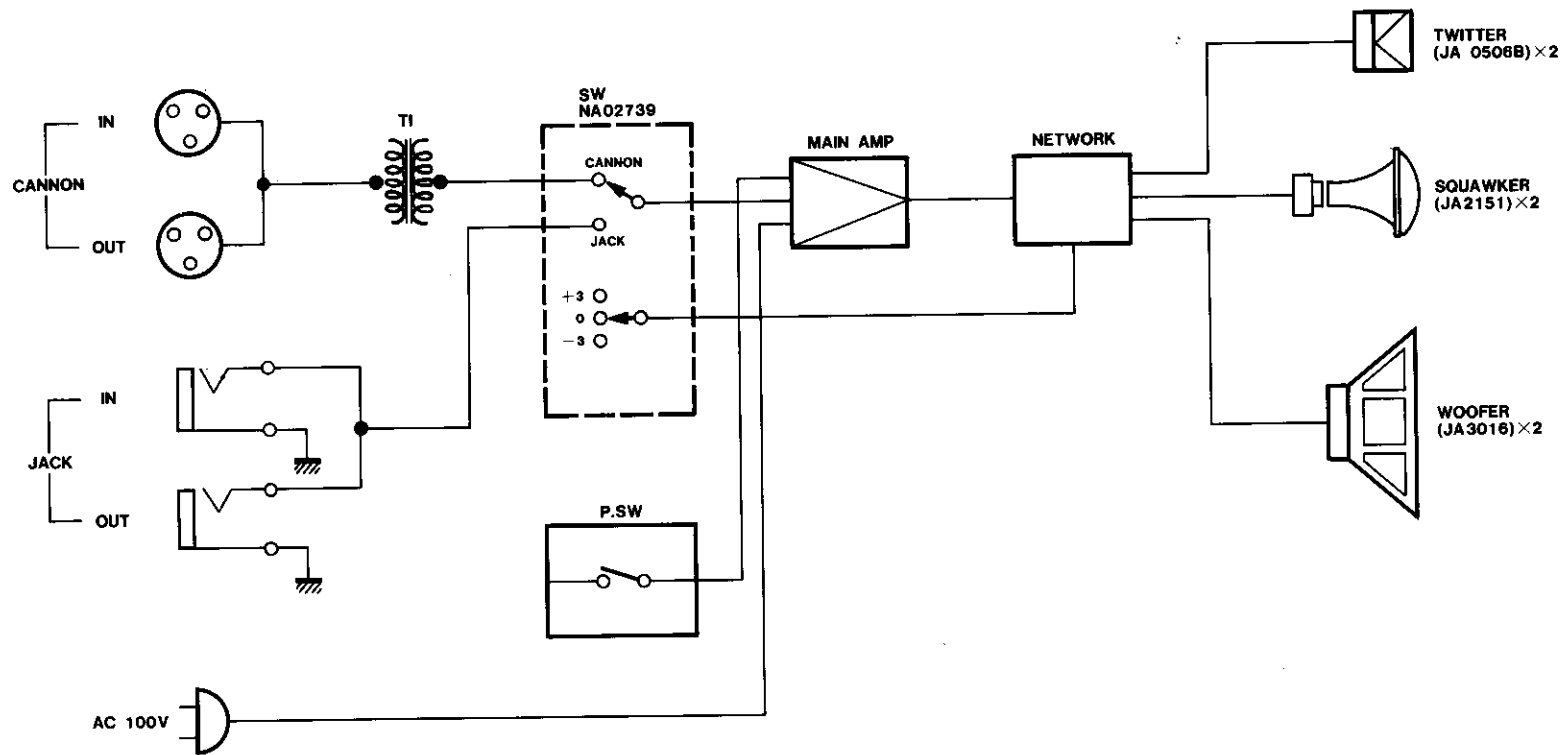 CANNON
IN
OUT
T1
SW
NA02739
CANNON
JACK
+3
0
−3
MAIN AMP
NETWORK
TWITTER
(JA 0506B)×2
SQUAWKER
(JA2151)×2
WOOFER
(JA3016)×2
JACK
IN
OUT
P.SW
AC 100V